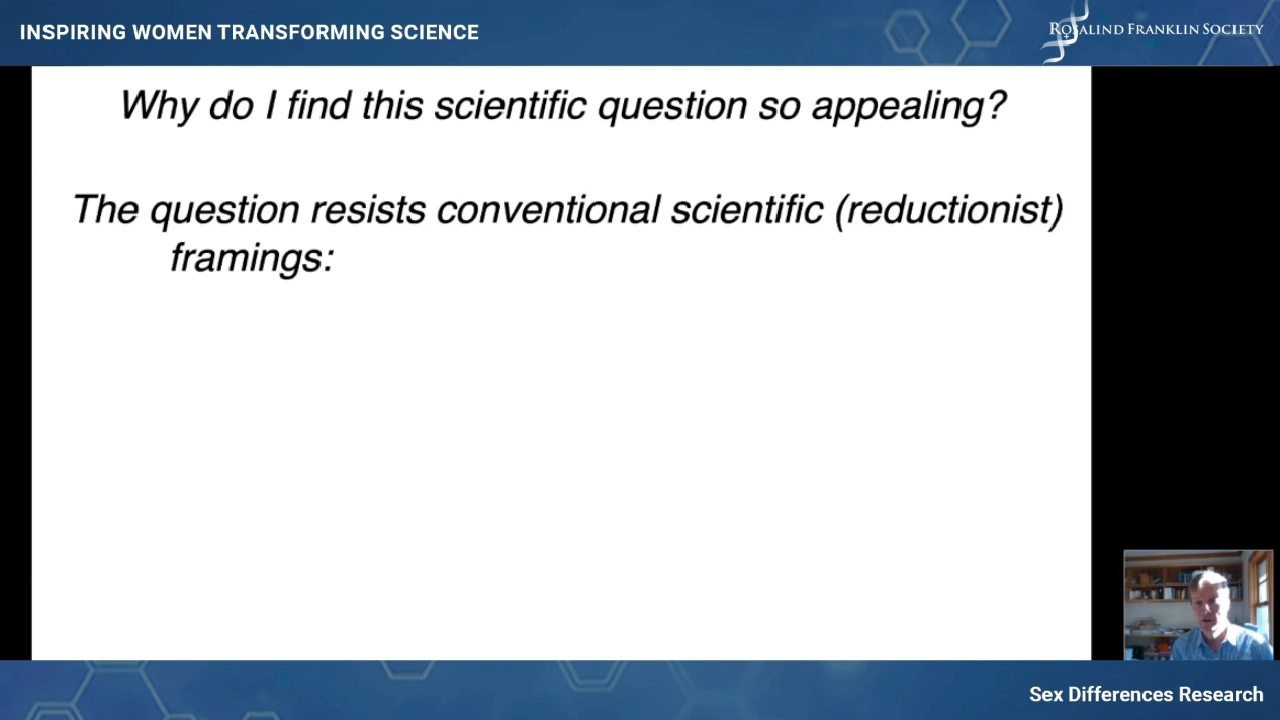 INSPIRING WOMEN TRANSFORMING SCIENCE
ROSALIND FRANKLIN SOCIETY
Why do I find this scientific question so appealing?
The question resists conventional scientific (reductionist)
framings:
Sex Differences Research